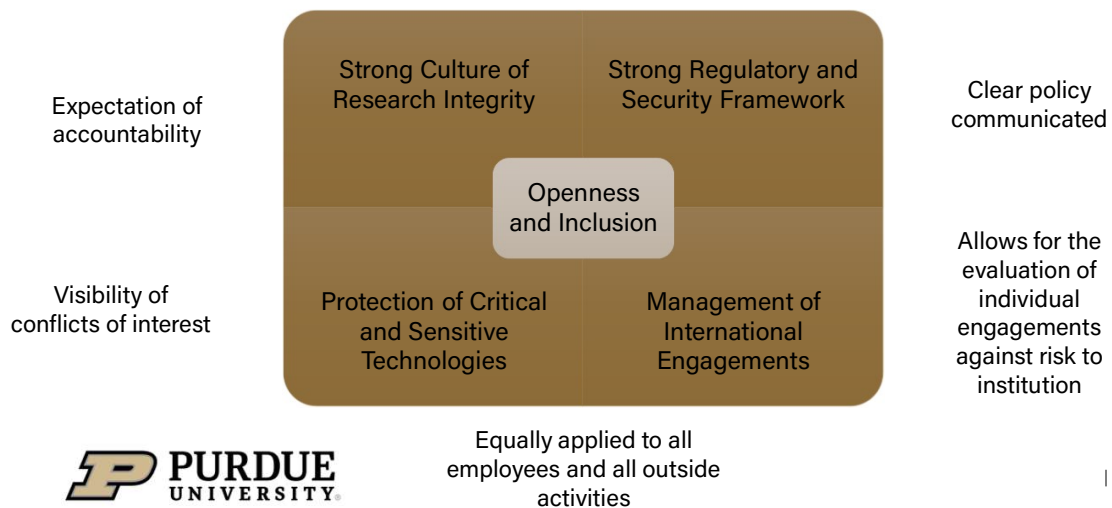 Strong Culture of
Research Integrity
Strong Regulatory and
Security Framework
Expectation of
accountability
Clear policy
communicated
Openness
and Inclusion
Visibility of
conflicts of interest
Protection of Critical
and Sensitive
Technologies
Management of
International
Engagements
Allows for the
evaluation of
individual
engagements
against risk to
institution
Equally applied to all
employees and all outside
activities
P PURDUE
UNIVERSITY®